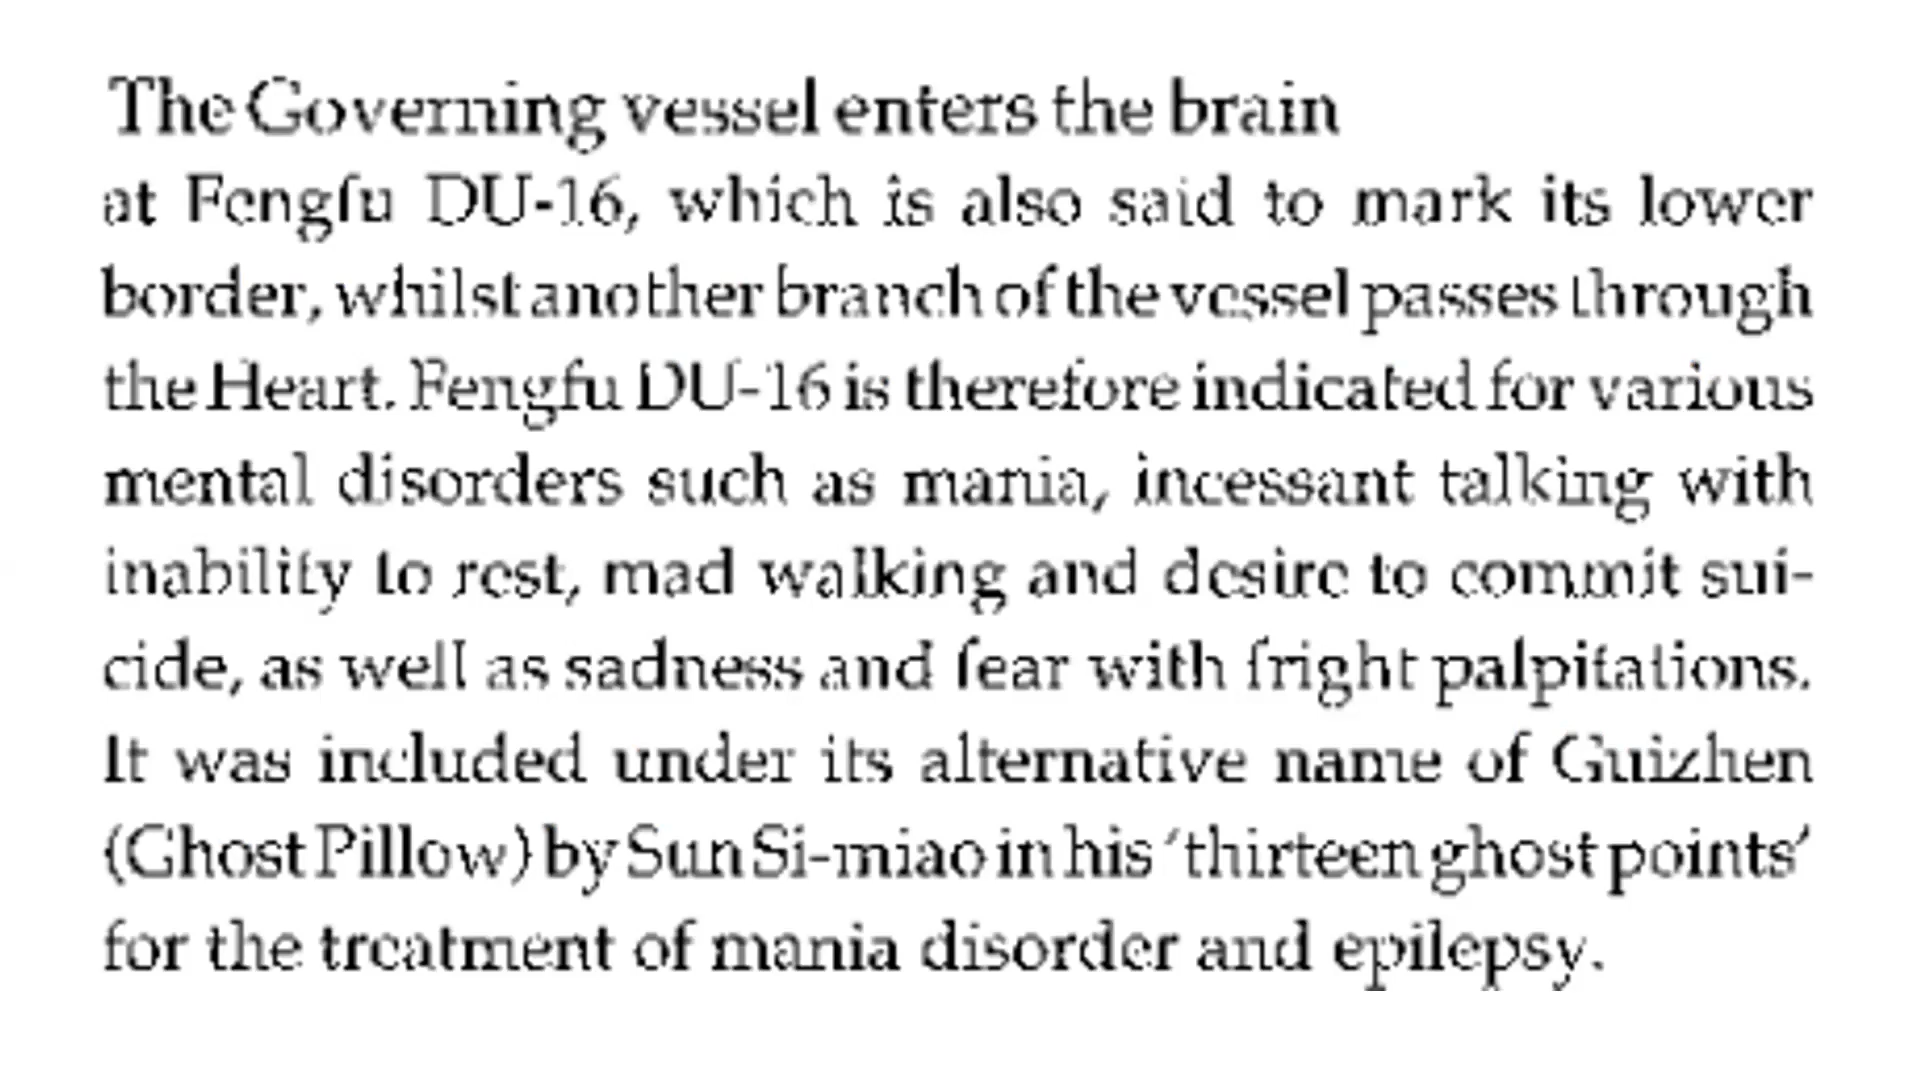 The Governing vessel enters the brain
at Fengfu DU-16, which is also said to mark its lower
border, whilst another branch of the vessel passes through
the Heart. Fengfu DU-16 is therefore indicated for various
mental disorders such as mania, incessant talking with
inability to rest, mad walking and desire to commit sui-
cide, as well as sadness and fear with fright palpitations.
It was included under its alternative name of Guizhen
(Ghost Pillow) by Sun Si-miao in his ‘thirteen ghost points’
for the treatment of mania disorder and epilepsy.